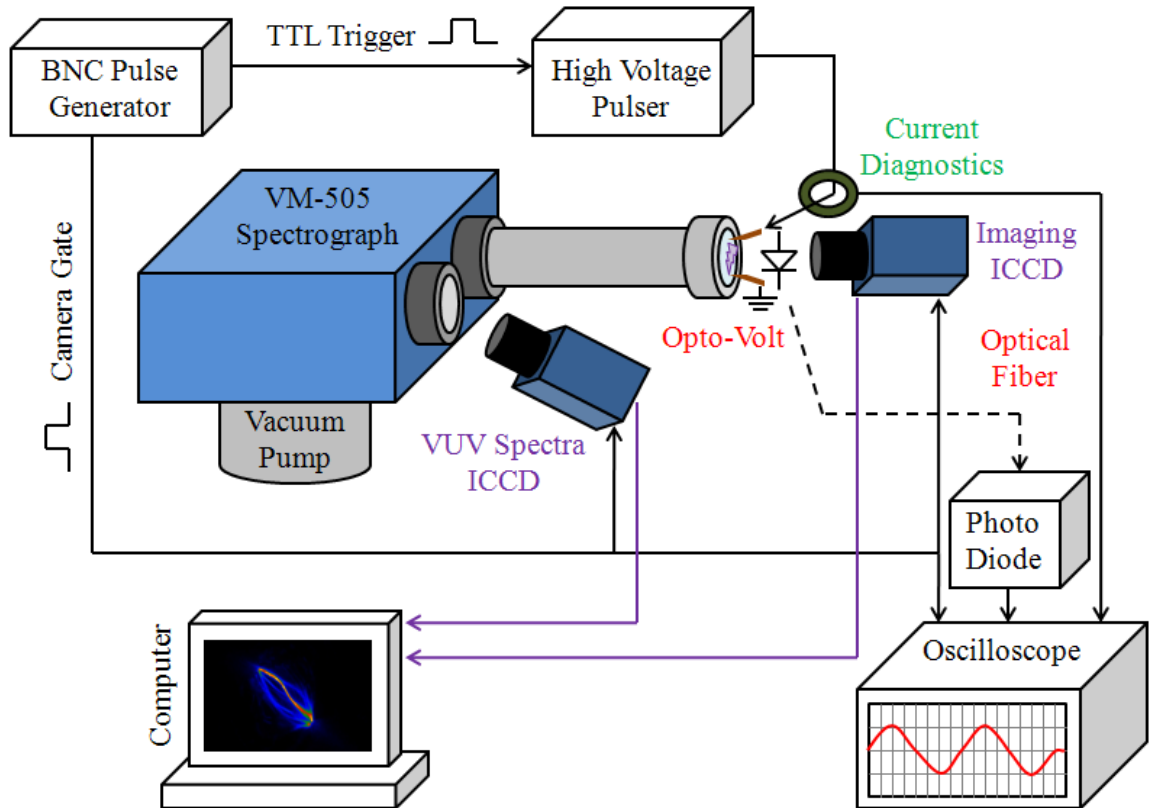 TTL Trigger
BNC Pulse
Generator
High Voltage
Pulser
Current
Diagnostics
VM-505
Spectrograph
Imaging
ICCD
Camera Gate
Opto-Volt
Optical
Fiber
Vacuum
Pump
VUV Spectra
ICCD
Photo
Diode
Computer
Oscilloscope